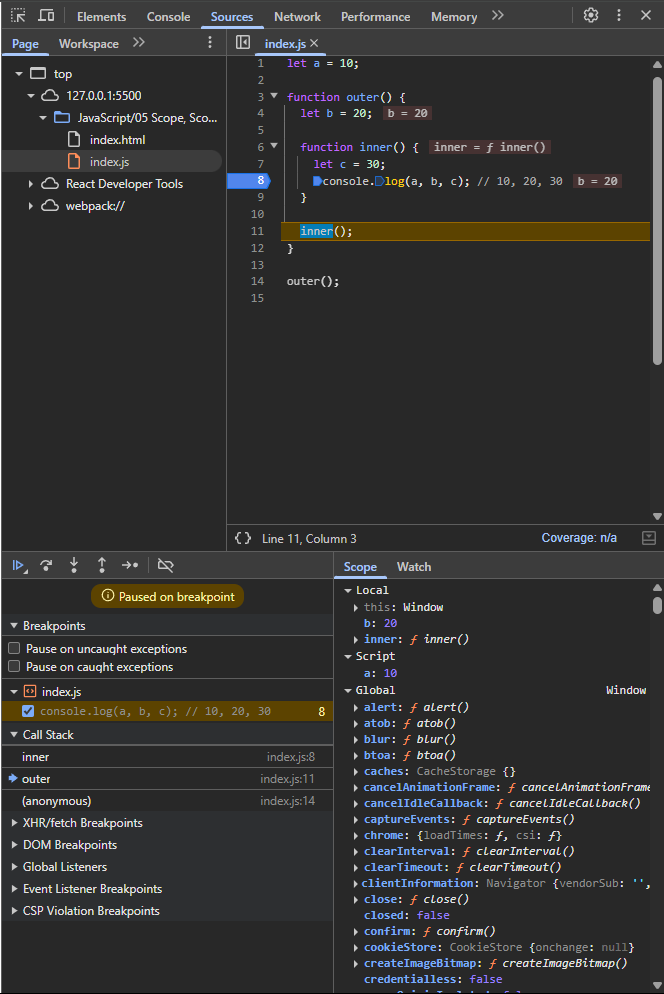 Elements Console Sources Network Performance Memory
Page Workspace
index.js
top
127.0.0.1:5500
JavaScript/05 Scope, Sco...
index.html
index.js
React Developer Tools
webpack://
1 let a = 10;
2
3 function outer() {
4 let b = 20; b = 20
5
6 function inner() { inner = ƒ inner()
7 let c = 30;
8 console.log(a, b, c); // 10, 20, 30 b = 20
9 }
10
11 inner();
12 }
13
14 outer();
15
{} Line 11, Column 3 Coverage: n/a
Paused on breakpoint
Breakpoints
Pause on uncaught exceptions
Pause on caught exceptions
index.js
console.log(a, b, c); // 10, 20, 30 8
Call Stack
inner index.js:8
outer index.js:11
(anonymous) index.js:14
XHR/fetch Breakpoints
DOM Breakpoints
Global Listeners
Event Listener Breakpoints
CSP Violation Breakpoints
Scope Watch
Local
this: Window
b: 20
inner: ƒ inner()
Script
a: 10
Global Window
alert: ƒ alert()
atob: ƒ atob()
blur: ƒ blur()
btoa: ƒ btoa()
caches: CacheStorage {}
cancelAnimationFrame: ƒ cancelAnimationFrame
cancelIdleCallback: ƒ cancelIdleCallback()
captureEvents: ƒ captureEvents()
chrome: {loadTimes: ƒ, csi: ƒ}
clearInterval: ƒ clearInterval()
clearTimeout: ƒ clearTimeout()
clientInformation: Navigator {vendorSub: '',
close: ƒ close()
closed: false
confirm: ƒ confirm()
cookieStore: CookieStore {onchange: null}
createImageBitmap: ƒ createImageBitmap()
credentialless: false